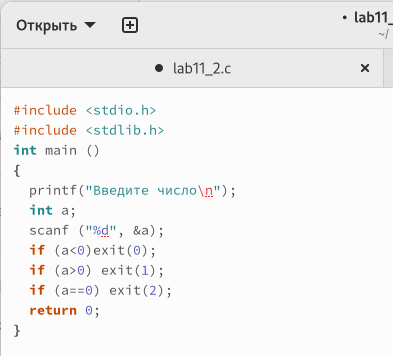 Открыть
• lab11_
~/
• lab11_2.c ×
#include <stdio.h>
#include <stdlib.h>
int main ()
{
  printf("Введите число\n");
  int a;
  scanf ("%d", &a);
  if (a<0)exit(0);
  if (a>0) exit(1);
  if (a==0) exit(2);
  return 0;
}